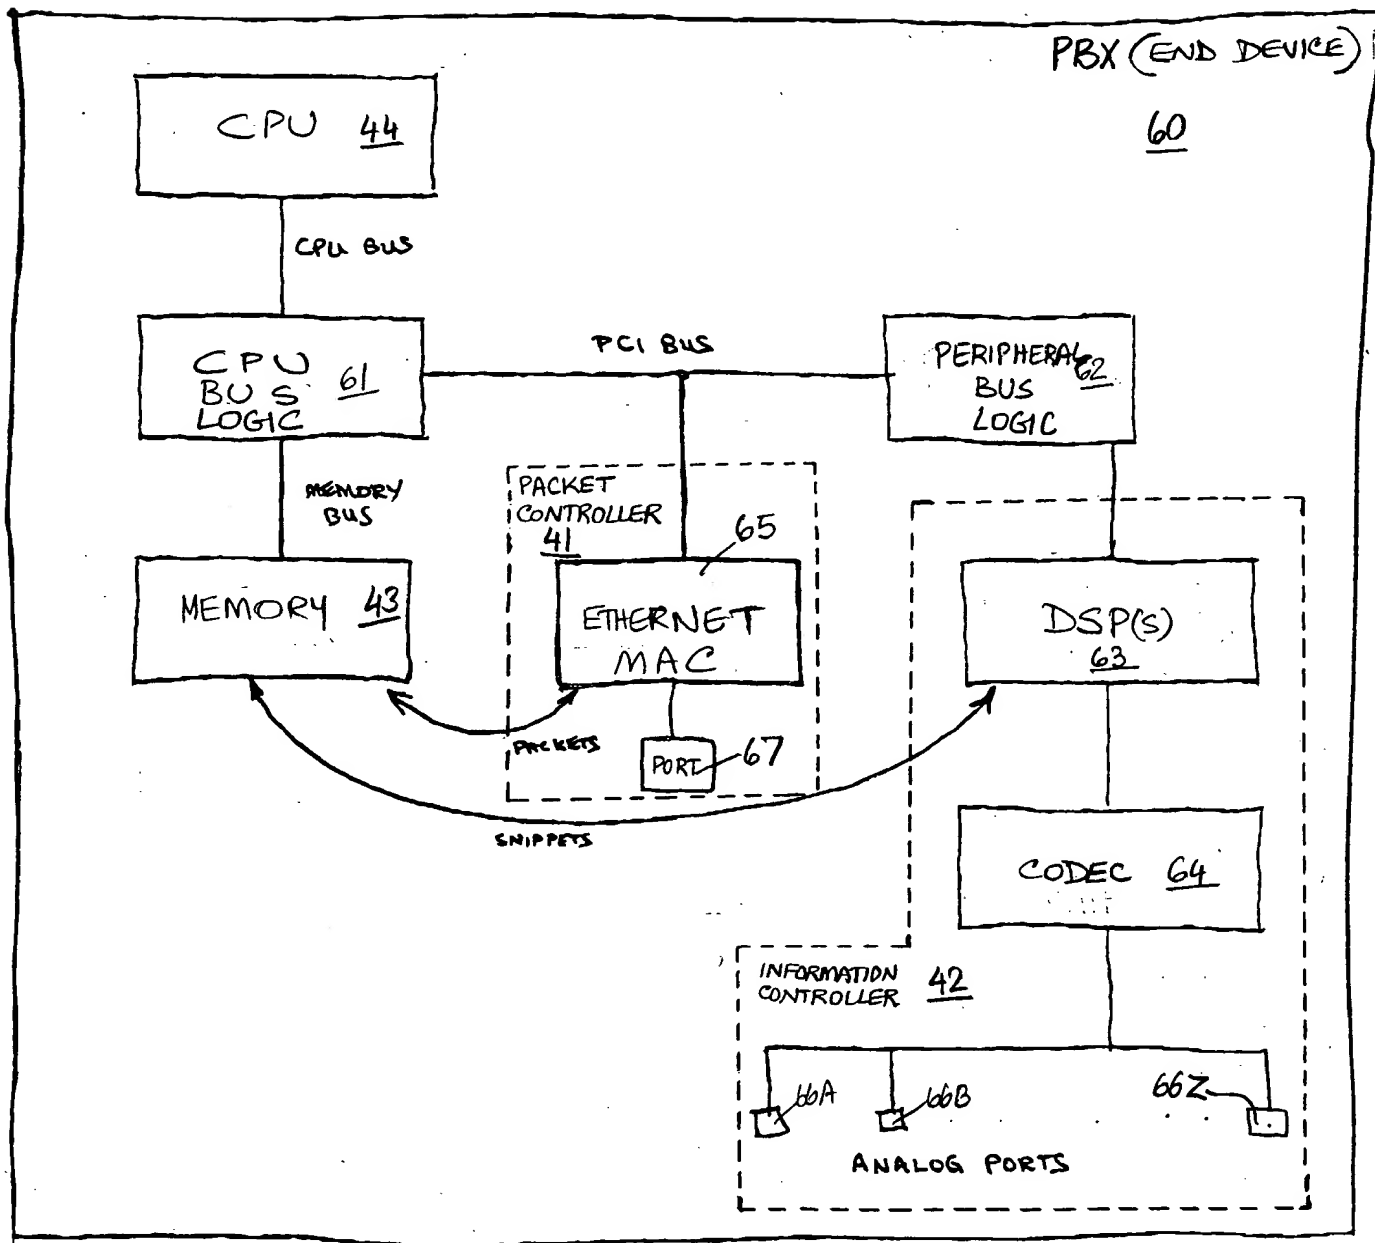 PBX (END DEVICE)
60
CPU 44
CPU BUS
CPU
BUS 61
LOGIC
PCI BUS
PERIPHERAL
62
BUS
LOGIC
MEMORY
BUS
PACKET
CONTROLLER
41
65
MEMORY 43
ETHERNET
MAC
DSP(S)
63
PACKETS
PORT
67
SNIPPETS
CODEC 64
INFORMATION
CONTROLLER 42
66A
66B
66Z
ANALOG PORTS